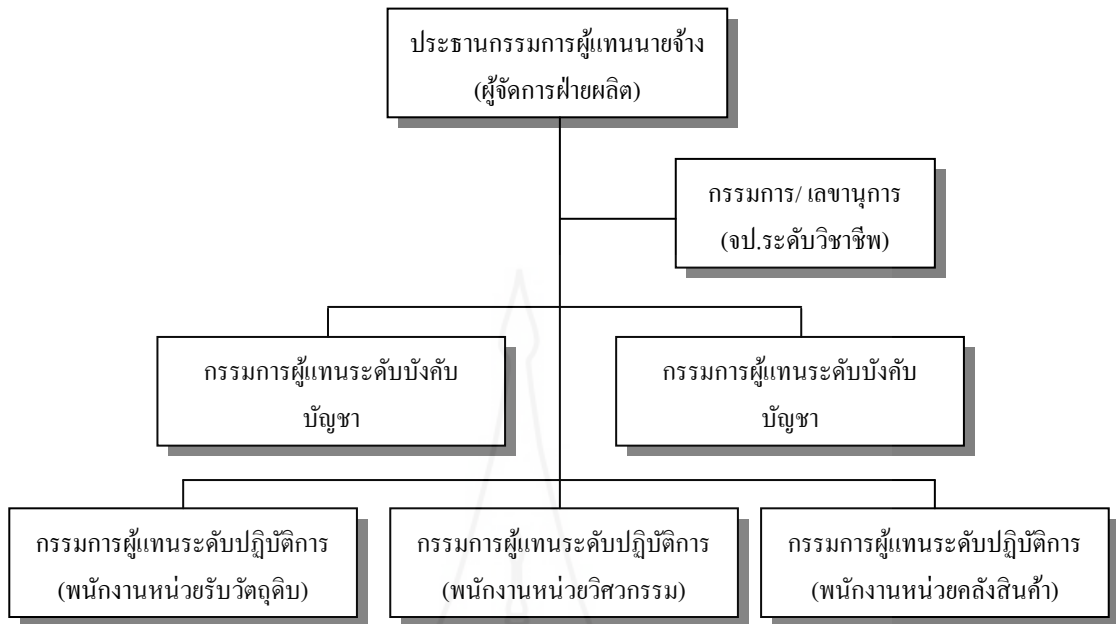 ประธานกรรมการผู้แทนนายจ้าง
(ผู้จัดการฝ่ายผลิต)
กรรมการ/ เลขานุการ
(จป.ระดับวิชาชีพ)
กรรมการผู้แทนระดับบังคับ
บัญชา
กรรมการผู้แทนระดับบังคับ
บัญชา
กรรมการผู้แทนระดับปฏิบัติการ
(พนักงานหน่วยรับวัตถุดิบ)
กรรมการผู้แทนระดับปฏิบัติการ
(พนักงานหน่วยวิศวกรรม)
กรรมการผู้แทนระดับปฏิบัติการ
(พนักงานหน่วยคลังสินค้า)